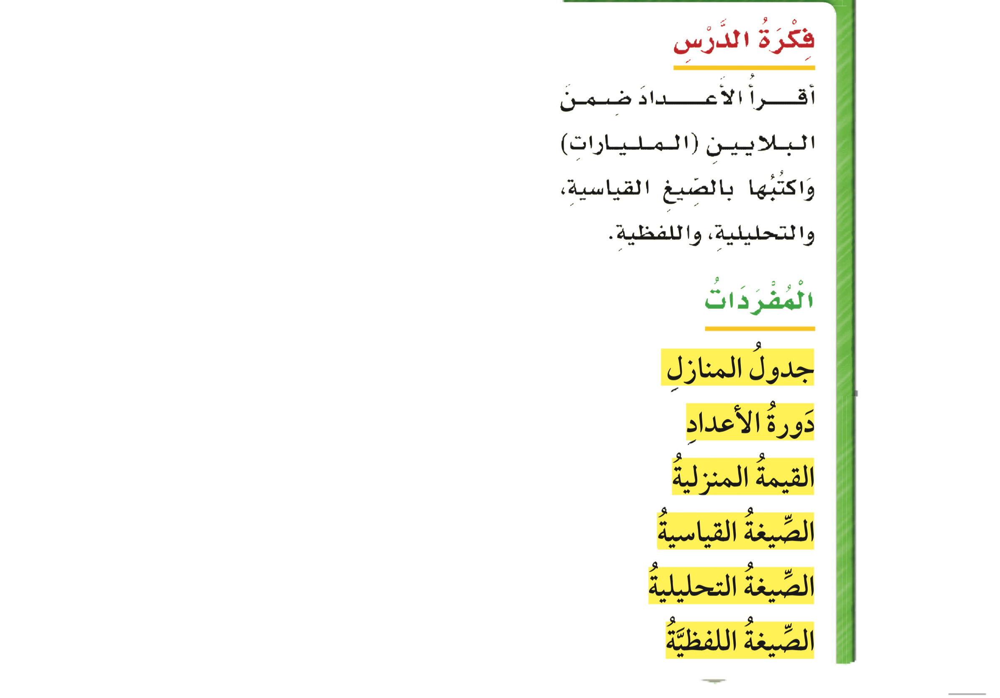 فِكْرَةُ الدَّرْسِ
أقرأُ الأَعدادَ ضِمنَ
البلايينِ (الملياراتِ)
وَاكتُبُها بالصِّيغِ القياسيةِ،
والتحليليةِ، واللفظيةِ.
الْمُفْرَدَاتُ
جدولُ المنازلِ
دَورةُ الأعدادِ
القيمةُ المنزليةُ
الصِّيغةُ القياسيةُ
الصِّيغةُ التحليليةُ
الصِّيغةُ اللفظيَّةُ